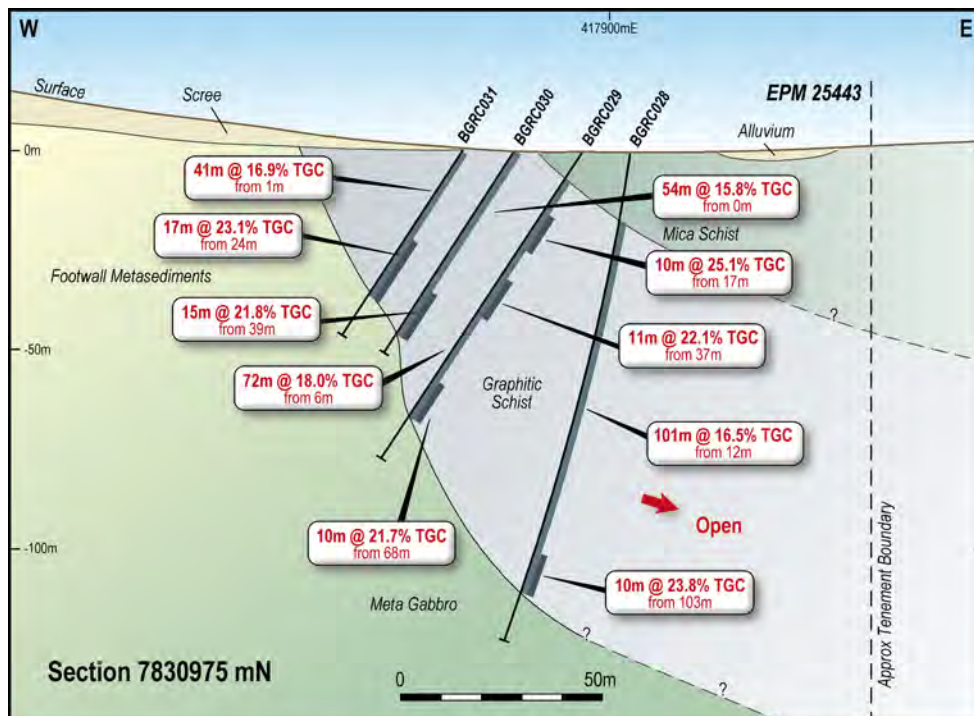 W
417900mE
E
Surface
Scree
BGRC031
BGRC030
BGRC029
BGRC028
EPM 25443
Alluvium
0m
41m @ 16.9% TGC
from 1m
54m @ 15.8% TGC
from 0m
17m @ 23.1% TGC
from 24m
Mica Schist
10m @ 25.1% TGC
from 17m
Footwall Metasediments
15m @ 21.8% TGC
from 39m
?
-50m
11m @ 22.1% TGC
from 37m
72m @ 18.0% TGC
from 6m
Graphitic
Schist
101m @ 16.5% TGC
from 12m
Open
10m @ 21.7% TGC
from 68m
-100m
10m @ 23.8% TGC
from 103m
Meta Gabbro
Approx Tenement Boundary
?
?
Section 7830975 mN
0
50m